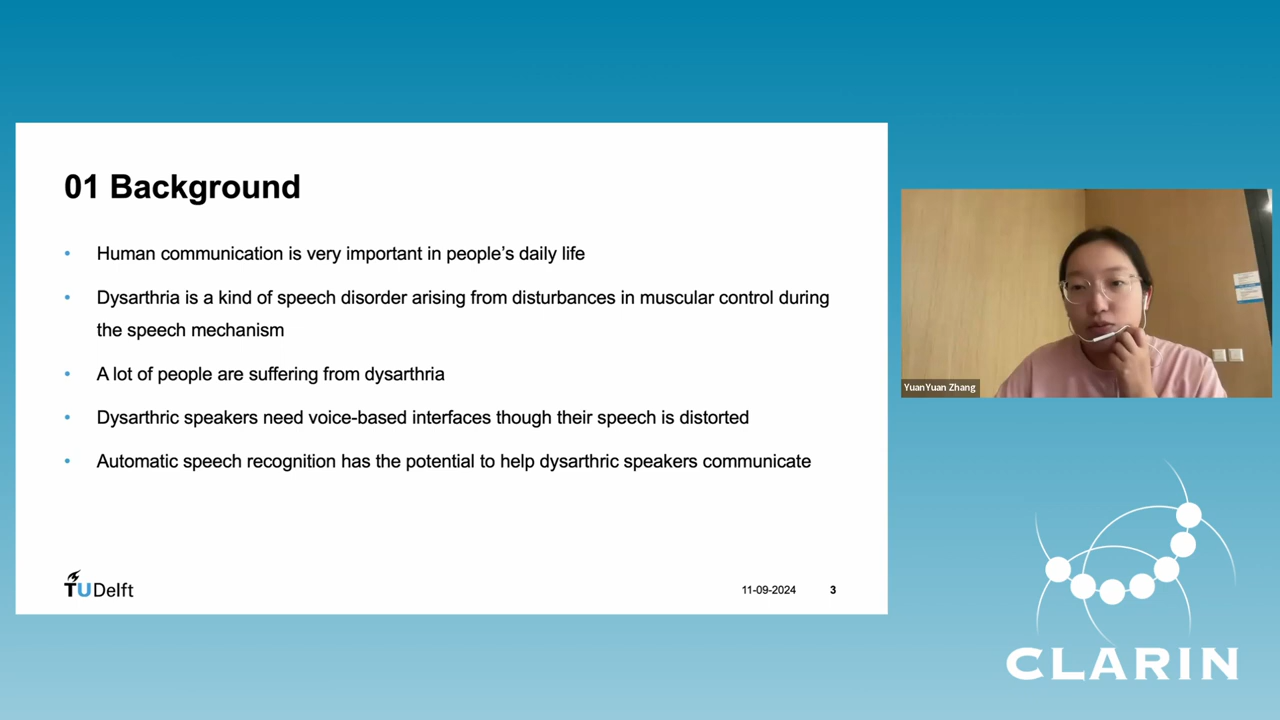 01 Background
• Human communication is very important in people’s daily life
• Dysarthria is a kind of speech disorder arising from disturbances in muscular control during
the speech mechanism
• A lot of people are suffering from dysarthria
• Dysarthric speakers need voice-based interfaces though their speech is distorted
• Automatic speech recognition has the potential to help dysarthric speakers communicate
TUDelft
11-09-2024
3
YuanYuan Zhang
CLARIN